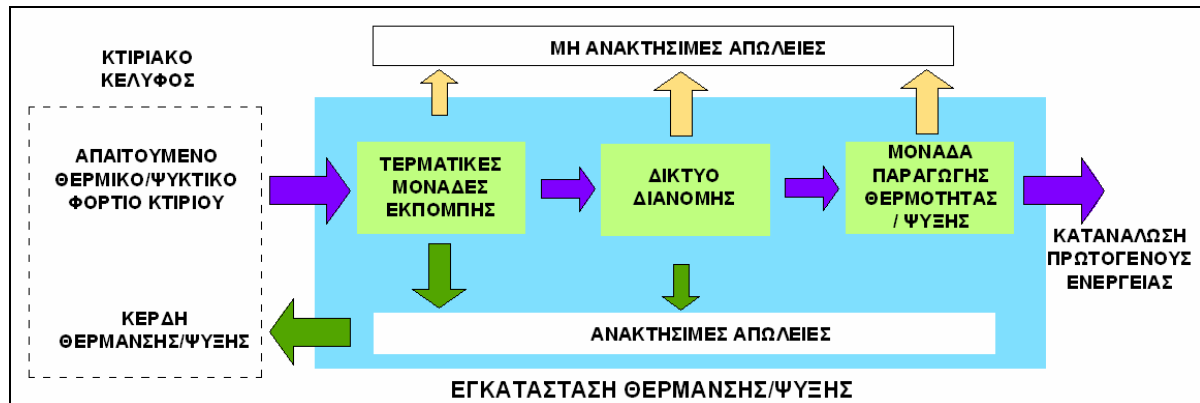 ΜΗ ΑΝΑΚΤΗΣΙΜΕΣ ΑΠΩΛΕΙΕΣ
ΚΤΙΡΙΑΚΟ
ΚΕΛΥΦΟΣ
ΑΠΑΙΤΟΥΜΕΝΟ
ΘΕΡΜΙΚΟ/ΨΥΚΤΙΚΟ
ΦΟΡΤΙΟ ΚΤΙΡΙΟΥ
ΤΕΡΜΑΤΙΚΕΣ
ΜΟΝΑΔΕΣ
ΕΚΠΟΜΠΗΣ
ΔΙΚΤΥΟ
ΔΙΑΝΟΜΗΣ
ΜΟΝΑΔΑ
ΠΑΡΑΓΩΓΗΣ
ΘΕΡΜΟΤΗΤΑΣ
/ ΨΥΞΗΣ
ΚΑΤΑΝΑΛΩΣΗ
ΠΡΩΤΟΓΕΝΟΥΣ
ΕΝΕΡΓΕΙΑΣ
ΚΕΡΔΗ
ΘΕΡΜΑΝΣΗΣ/ΨΥΞΗΣ
ΑΝΑΚΤΗΣΙΜΕΣ ΑΠΩΛΕΙΕΣ
ΕΓΚΑΤΑΣΤΑΣΗ ΘΕΡΜΑΝΣΗΣ/ΨΥΞΗΣ